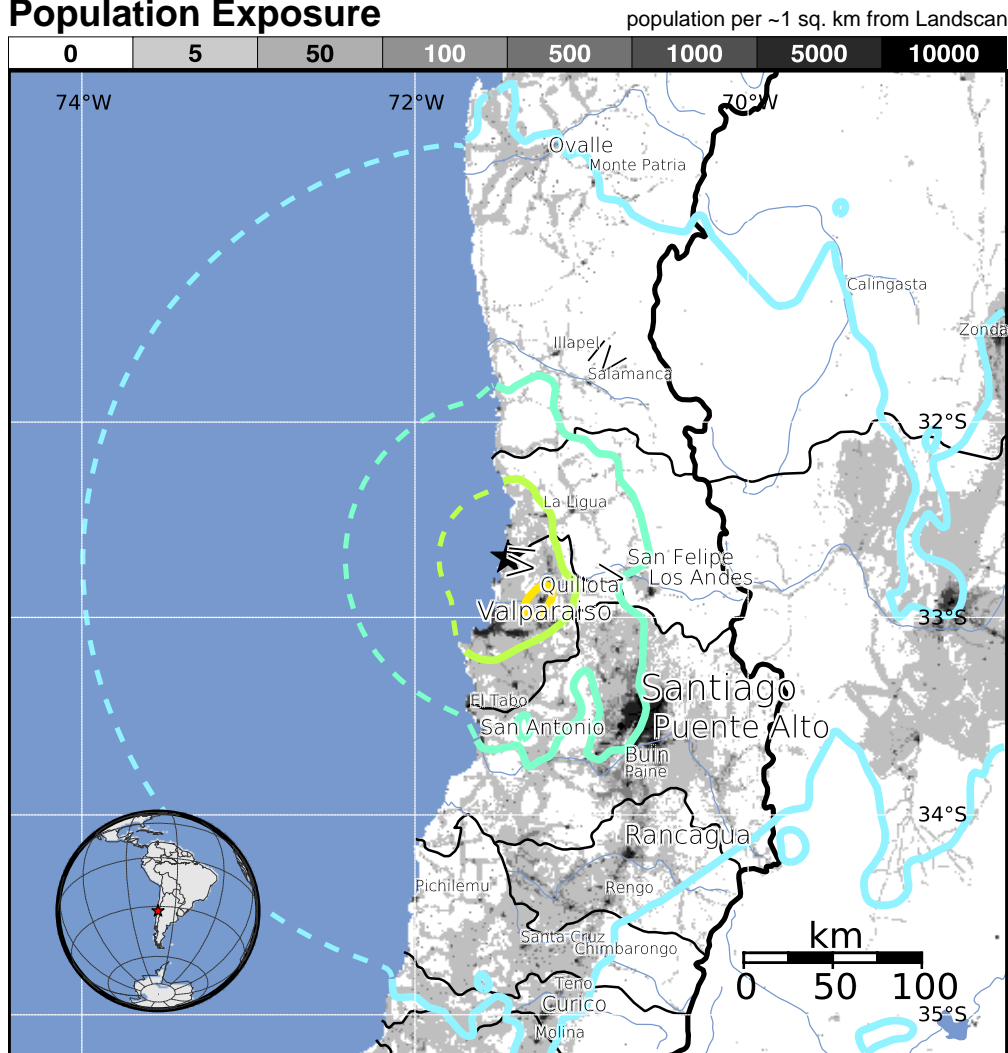 Population Exposure
population per ~1 sq. km from Landscan
0 5 50 100 500 1000 5000 10000
74°W 72°W 70°W
Ovalle
Monte Patria
Calingasta
Zonda
Illapel
Salamanca
32°S
La Ligua
San Felipe
Los Andes
Quillota
Valparaiso
33°S
Santiago
El Tabo
San Antonio
Puente Alto
Buin
Paine
34°S
Rancagua
Pichilemu
Rengo
Santa Cruz
Chimbarongo
km
0 50 100
Teno
Curico
35°S
Molina